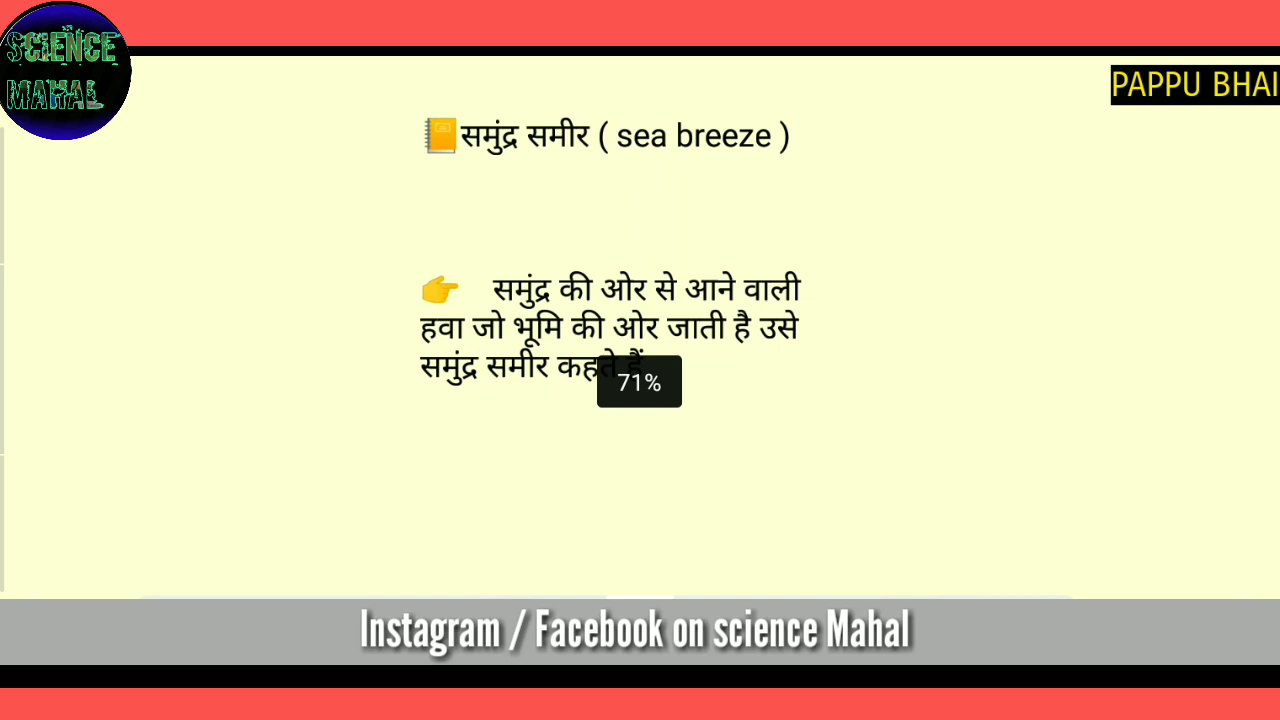 SCIENCE
MAHAL
PAPPU BHAI
📒समुंद्र समीर ( sea breeze )
👉 समुंद्र की ओर से आने वाली
हवा जो भूमि की ओर जाती है उसे
समुंद्र समीर कहते हैं
71%
Instagram / Facebook on science Mahal